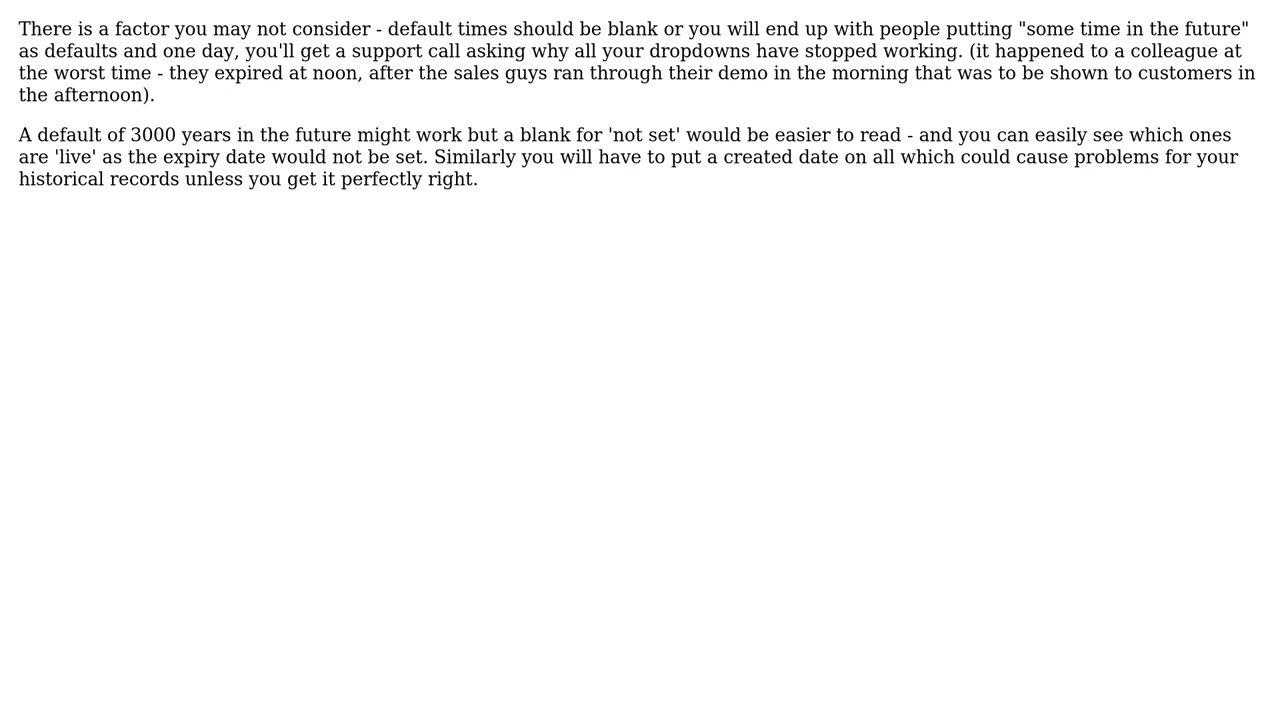 There is a factor you may not consider - default times should be blank or you will end up with people putting "some time in the future"
as defaults and one day, you'll get a support call asking why all your dropdowns have stopped working. (it happened to a colleague at
the worst time - they expired at noon, after the sales guys ran through their demo in the morning that was to be shown to customers in
the afternoon).
A default of 3000 years in the future might work but a blank for 'not set' would be easier to read - and you can easily see which ones
are 'live' as the expiry date would not be set. Similarly you will have to put a created date on all which could cause problems for your
historical records unless you get it perfectly right.